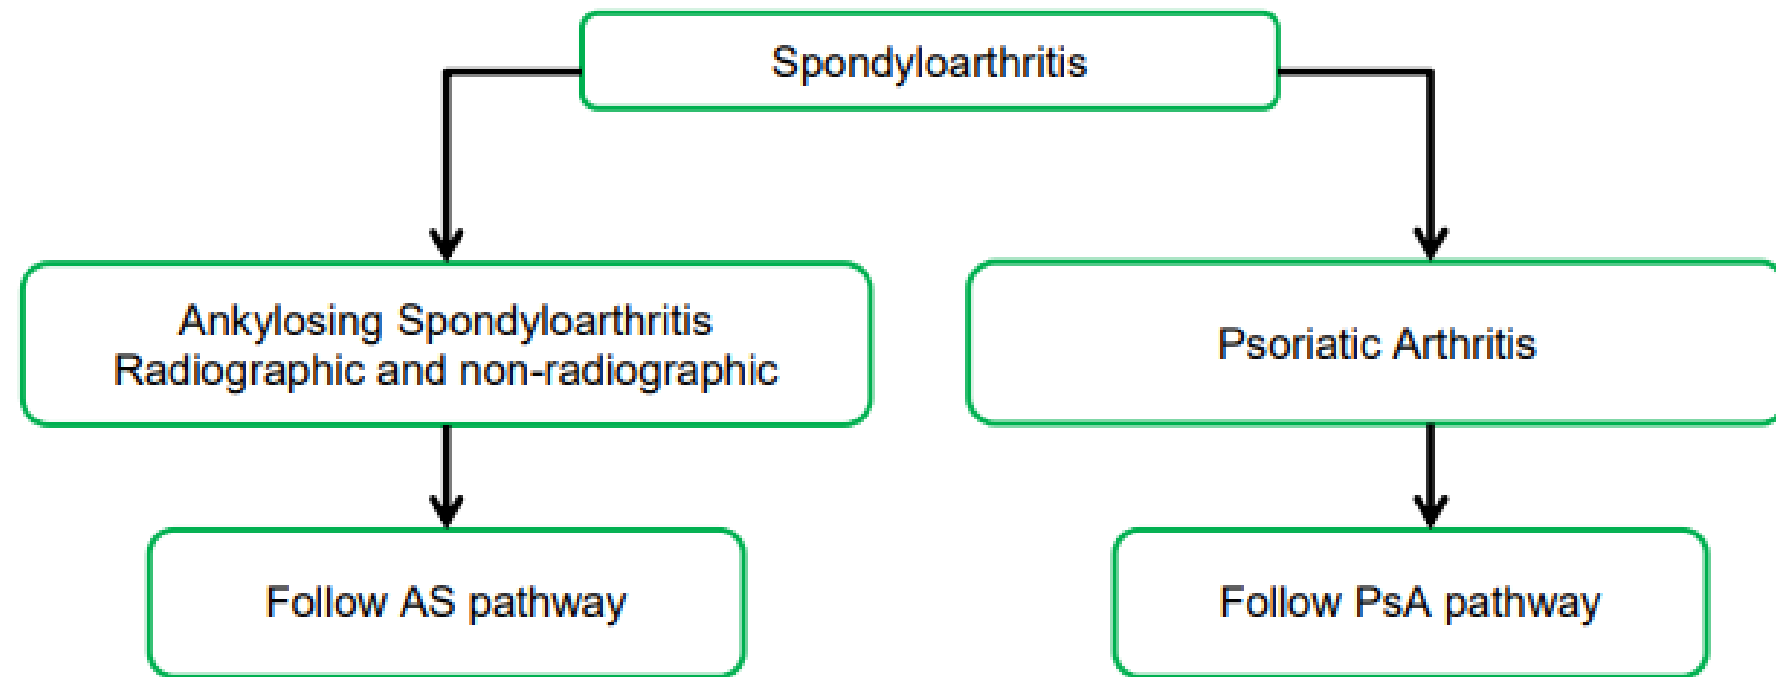 Spondyloarthritis
Ankylosing Spondyloarthritis
Radiographic and non-radiographic
Psoriatic Arthritis
Follow AS pathway
Follow PsA pathway